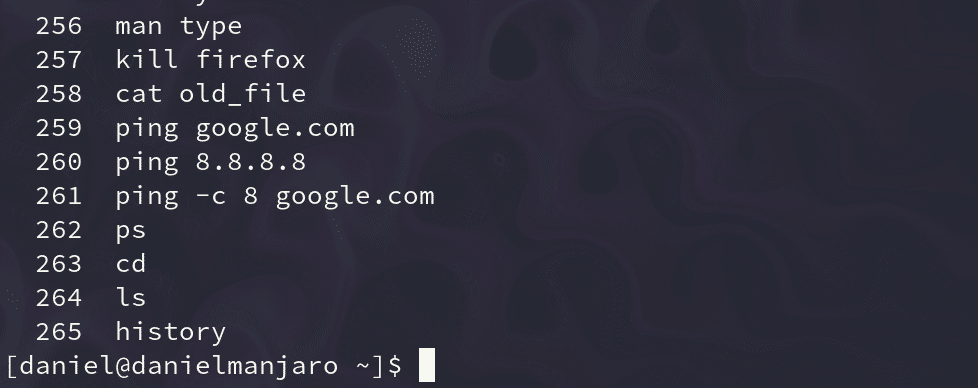 256 man type
257 kill firefox
258 cat old_file
259 ping google.com
260 ping 8.8.8.8
261 ping -c 8 google.com
262 ps
263 cd
264 ls
265 history
[daniel@danielmanjaro ~]$